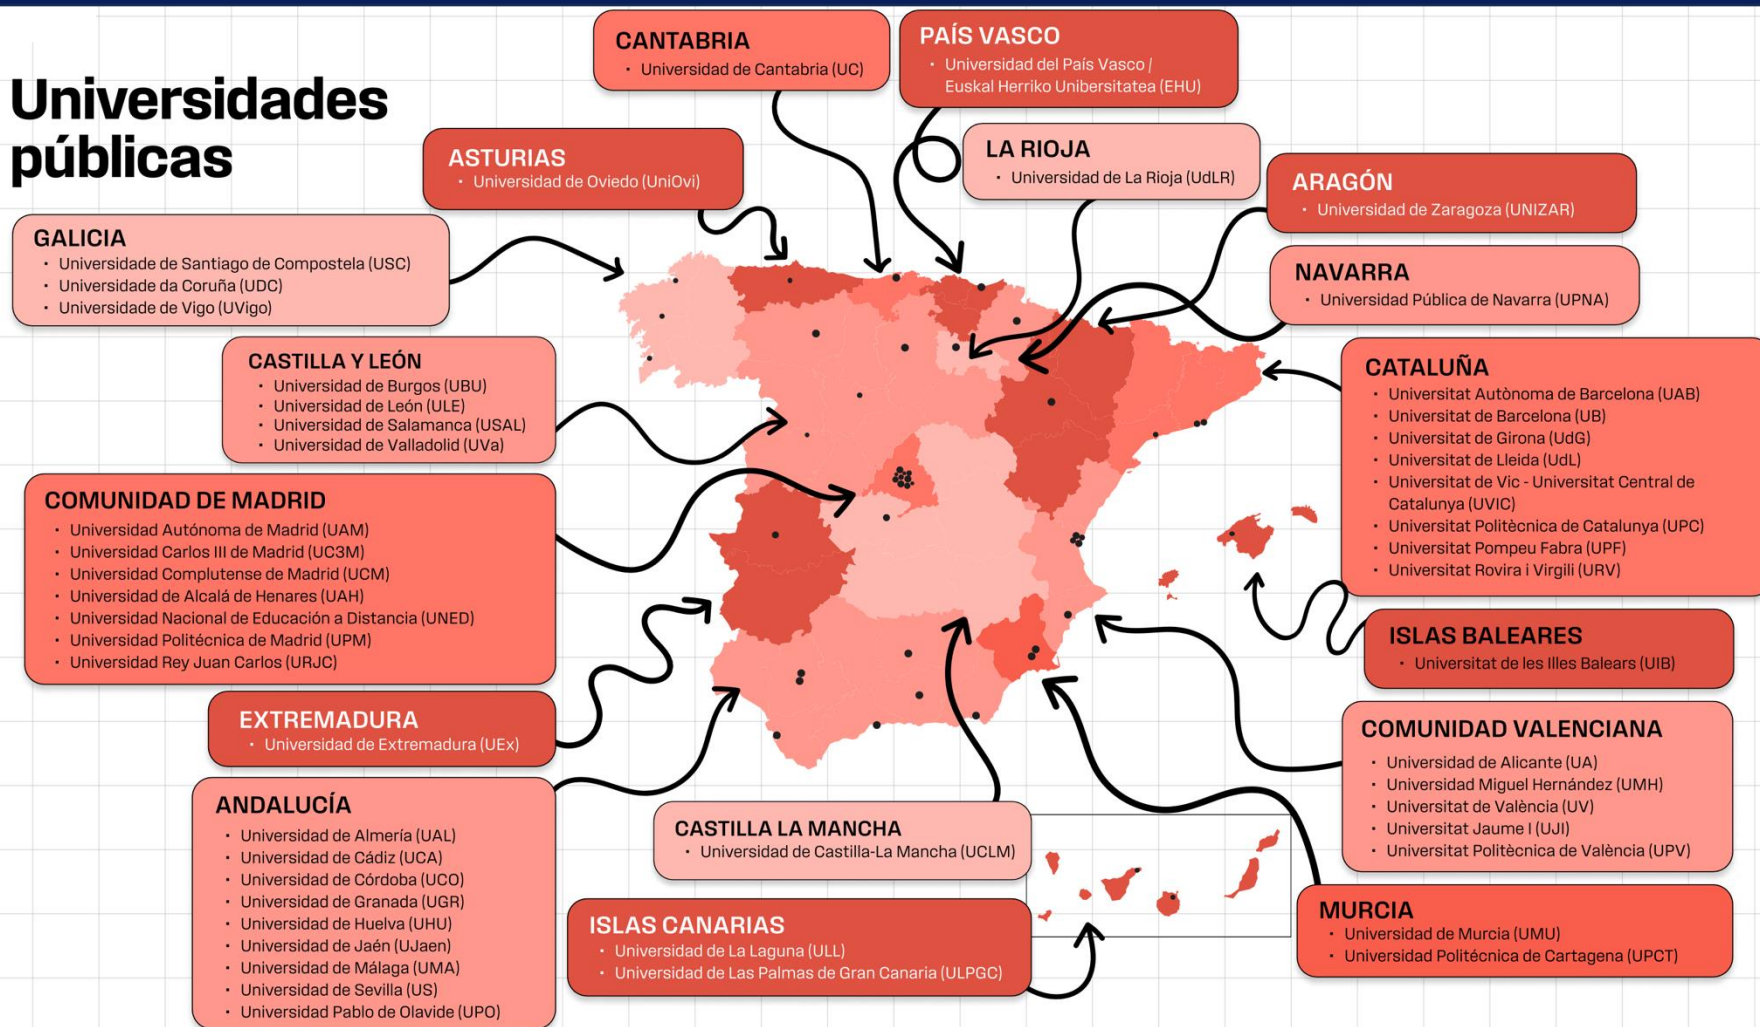 Universidades
públicas
CANTABRIA
· Universidad de Cantabria (UC)
PAÍS VASCO
· Universidad del País Vasco /
Euskal Herriko Unibersitatea (EHU)
ASTURIAS
· Universidad de Oviedo (UniOvi)
LA RIOJA
· Universidad de La Rioja (UdLR)
ARAGÓN
· Universidad de Zaragoza (UNIZAR)
GALICIA
· Universidade de Santiago de Compostela (USC)
· Universidade da Coruña (UDC)
· Universidade de Vigo (UVigo)
NAVARRA
· Universidad Pública de Navarra (UPNA)
CASTILLA Y LEÓN
· Universidad de Burgos (UBU)
· Universidad de León (ULE)
· Universidad de Salamanca (USAL)
· Universidad de Valladolid (UVa)
CATALUÑA
· Universitat Autònoma de Barcelona (UAB)
· Universitat de Barcelona (UB)
· Universitat de Girona (UdG)
· Universitat de Lleida (UdL)
· Universitat de Vic - Universitat Central de
Catalunya (UVIC)
· Universitat Politècnica de Catalunya (UPC)
· Universitat Pompeu Fabra (UPF)
· Universitat Rovira i Virgili (URV)
COMUNIDAD DE MADRID
· Universidad Autónoma de Madrid (UAM)
· Universidad Carlos III de Madrid (UC3M)
· Universidad Complutense de Madrid (UCM)
· Universidad de Alcalá de Henares (UAH)
· Universidad Nacional de Educación a Distancia (UNED)
· Universidad Politécnica de Madrid (UPM)
· Universidad Rey Juan Carlos (URJC)
ISLAS BALEARES
· Universitat de les Illes Balears (UIB)
EXTREMADURA
· Universidad de Extremadura (UEx)
COMUNIDAD VALENCIANA
· Universidad de Alicante (UA)
· Universidad Miguel Hernández (UMH)
· Universitat de València (UV)
· Universitat Jaume I (UJI)
· Universitat Politècnica de València (UPV)
ANDALUCÍA
· Universidad de Almería (UAL)
· Universidad de Cádiz (UCA)
· Universidad de Córdoba (UCO)
· Universidad de Granada (UGR)
· Universidad de Huelva (UHU)
· Universidad de Jaén (UJaen)
· Universidad de Málaga (UMA)
· Universidad de Sevilla (US)
· Universidad Pablo de Olavide (UPO)
CASTILLA LA MANCHA
· Universidad de Castilla-La Mancha (UCLM)
ISLAS CANARIAS
· Universidad de La Laguna (ULL)
· Universidad de Las Palmas de Gran Canaria (ULPGC)
MURCIA
· Universidad de Murcia (UMU)
· Universidad Politécnica de Cartagena (UPCT)